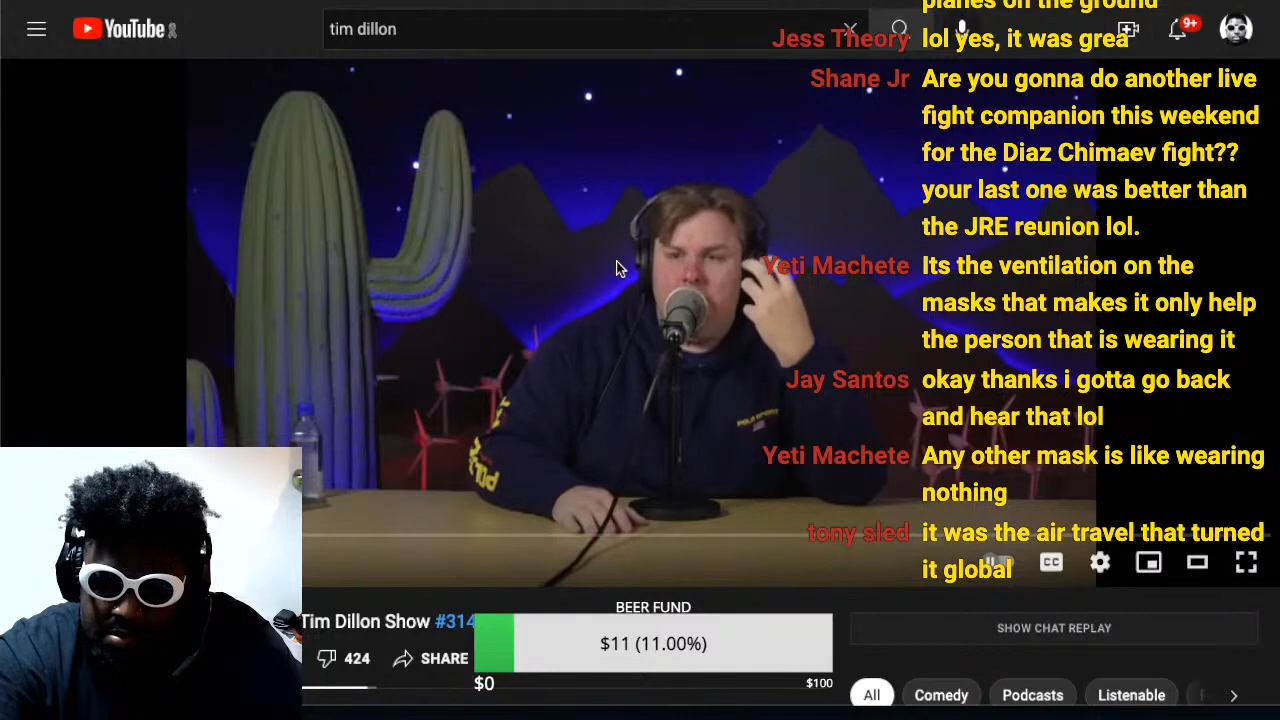 YouTube
tim dillon
9+
planes on the ground
Jess Theory lol yes, it was grea
Shane Jr Are you gonna do another live
fight companion this weekend
for the Diaz Chimaev fight??
your last one was better than
the JRE reunion lol.
Yeti Machete Its the ventilation on the
masks that makes it only help
the person that is wearing it
Jay Santos okay thanks i gotta go back
and hear that lol
Yeti Machete Any other mask is like wearing
nothing
tony sled it was the air travel that turned
it global
POLO SPORT
CC
Tim Dillon Show #314
424 SHARE
BEER FUND
$11 (11.00%)
$0 $100
SHOW CHAT REPLAY
All Comedy Podcasts Listenable